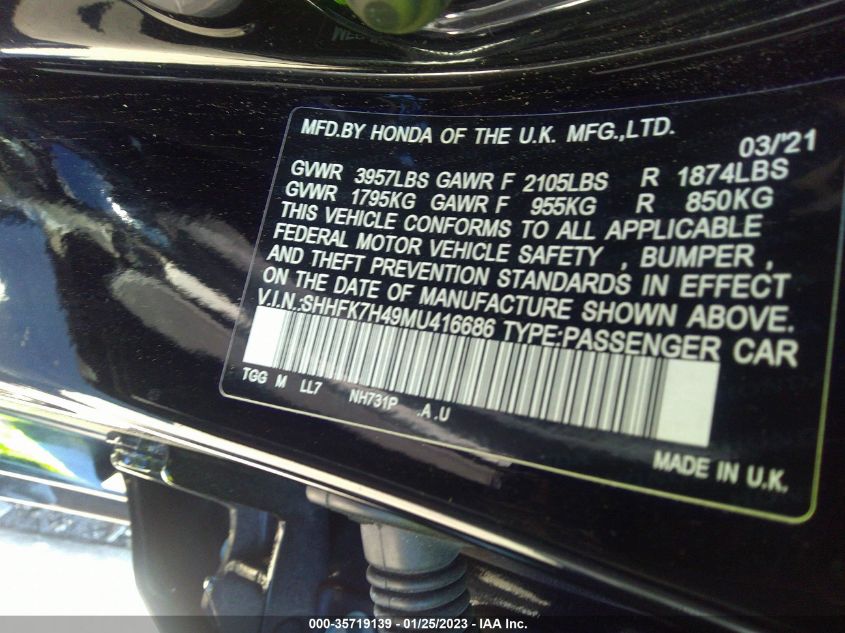 MFD.BY HONDA OF THE U.K. MFG.,LTD. 03/'21
GVWR 3957LBS GAWR F 2105LBS R 1874LBS
GVWR 1795KG GAWR F 955KG R 850KG
THIS VEHICLE CONFORMS TO ALL APPLICABLE
FEDERAL MOTOR VEHICLE SAFETY , BUMPER ,
AND THEFT PREVENTION STANDARDS IN EFFECT
ON THE DATE OF MANUFACTURE SHOWN ABOVE.
V.I.N.:SHHFK7H49MU416686 TYPE:PASSENGER CAR
TGG M LL7 NH731P .A .U
MADE IN U.K.
000-35719139 - 01/25/2023 - IAA Inc.